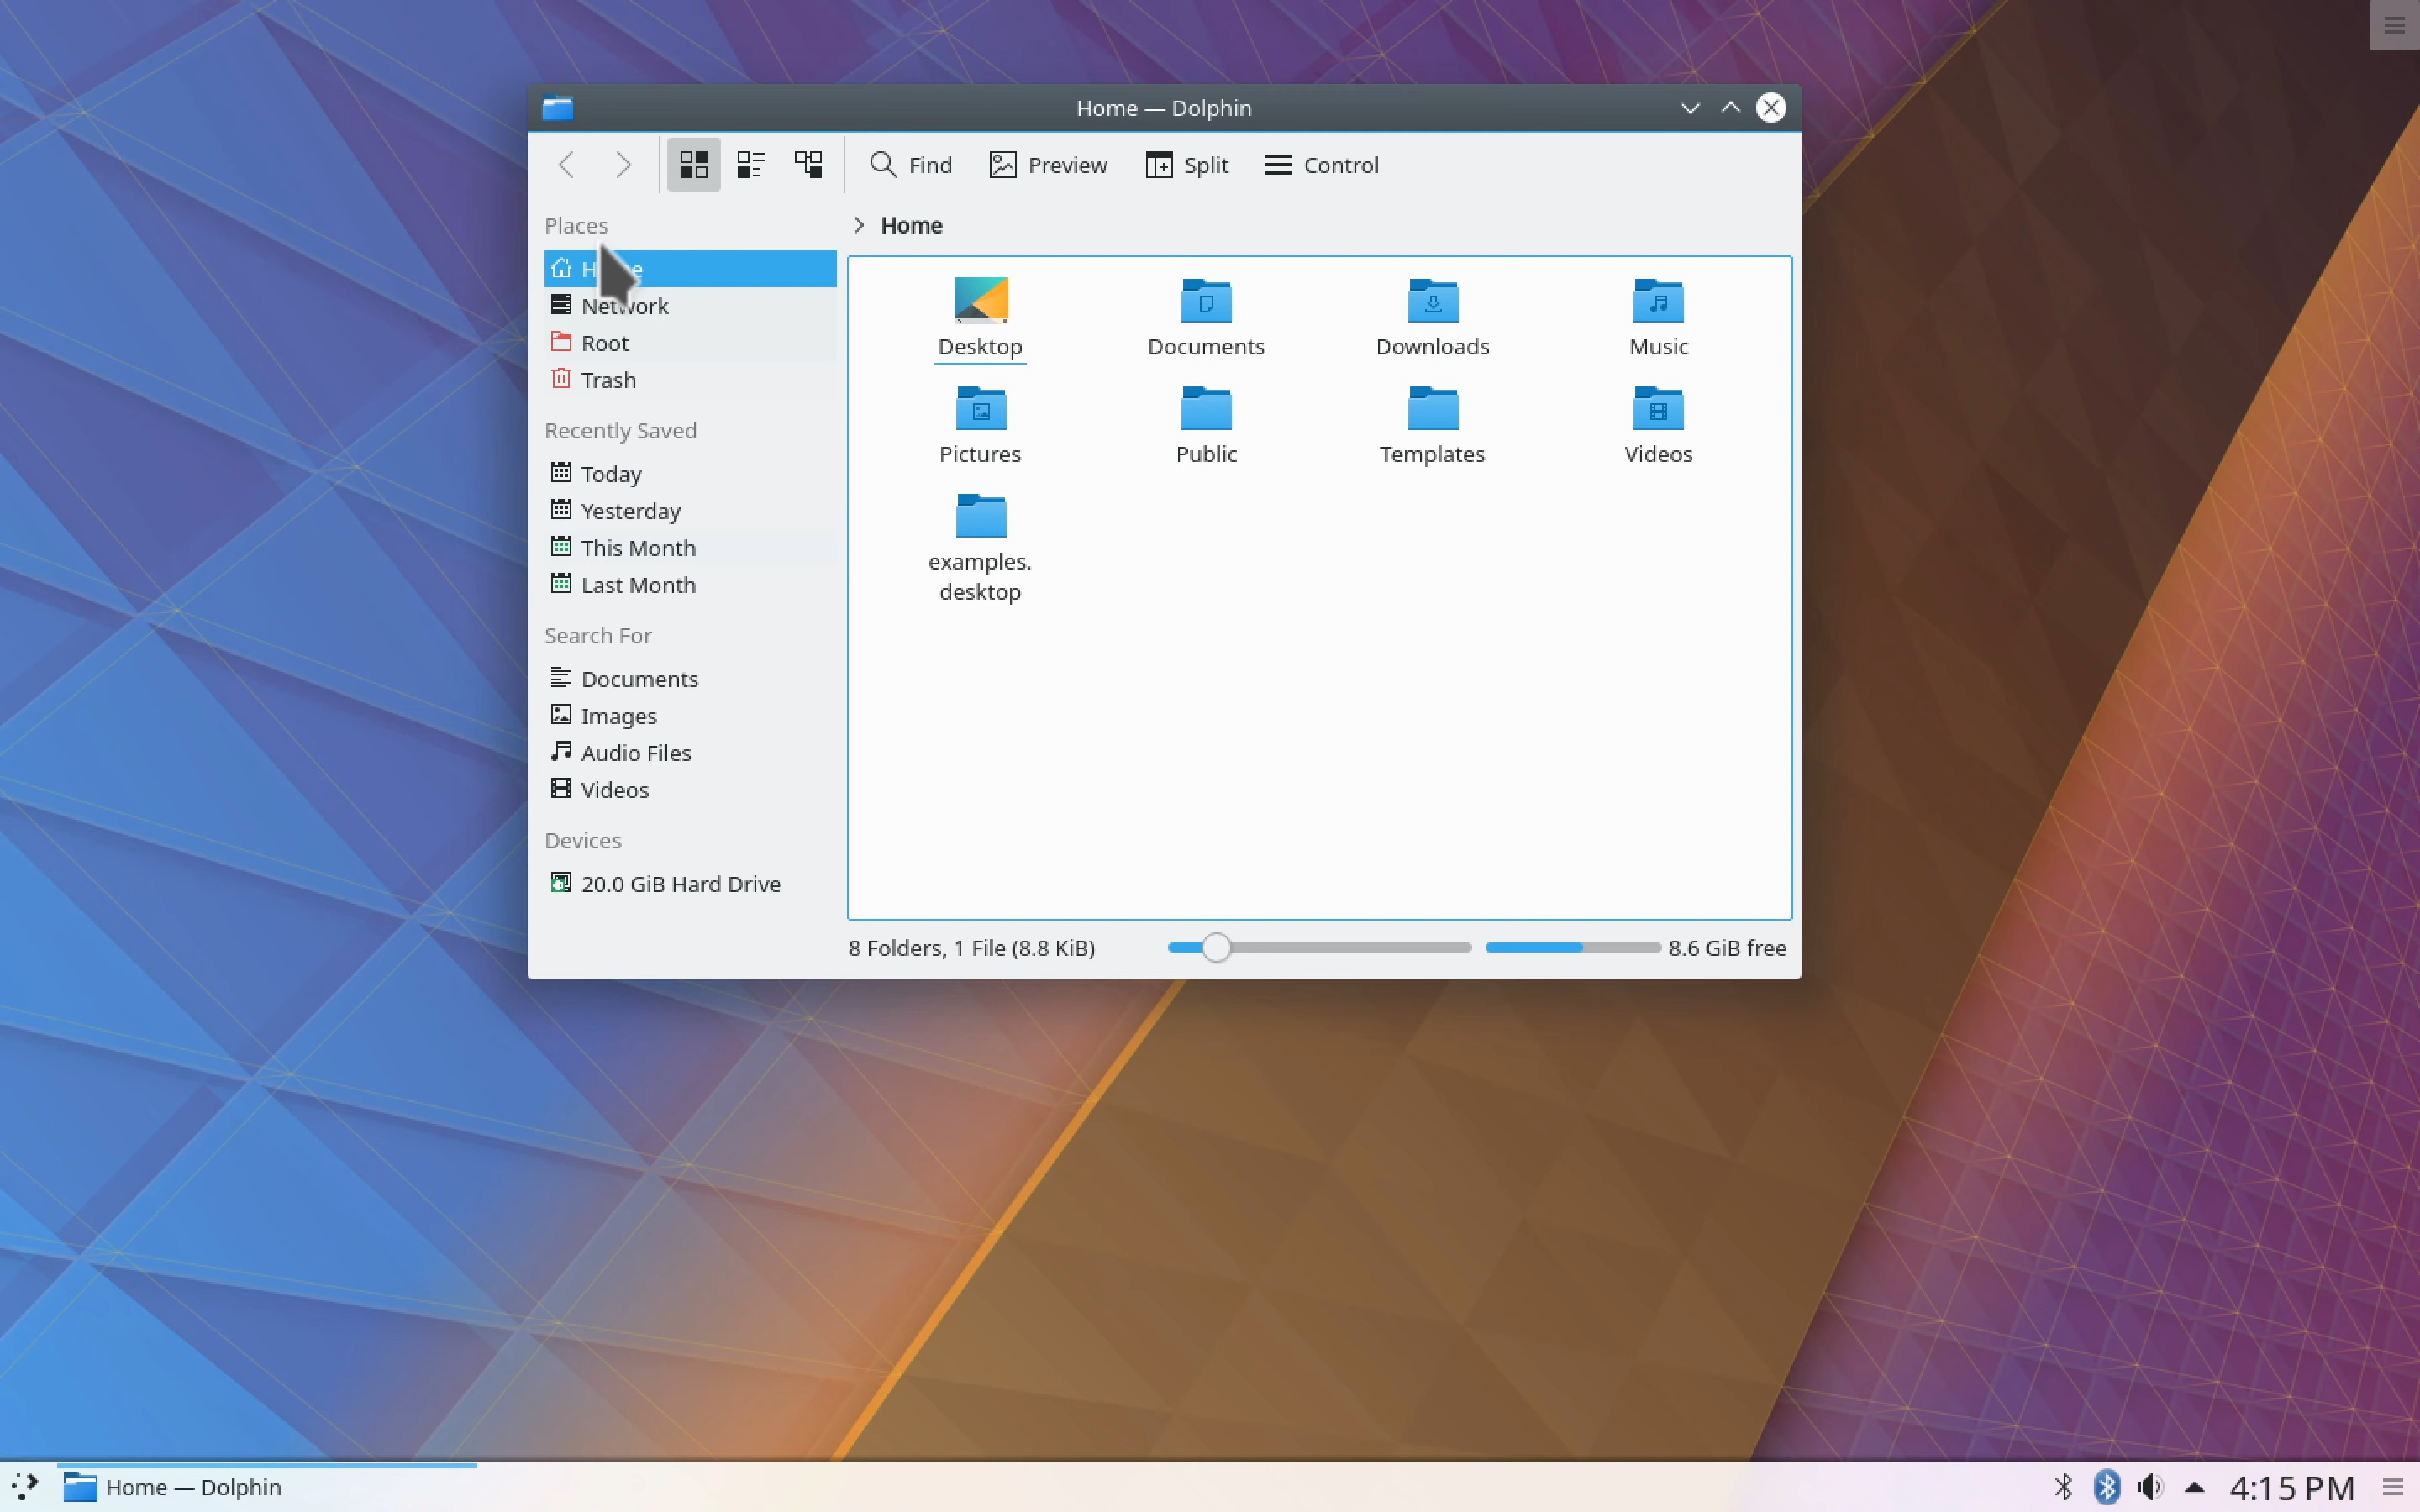 Home — Dolphin
Find Preview Split Control
Places
Home
Network
Root
Trash
Recently Saved
Today
Yesterday
This Month
Last Month
Search For
Documents
Images
Audio Files
Videos
Devices
20.0 GiB Hard Drive
Home
Desktop Documents Downloads Music
Pictures Public Templates Videos
examples.
desktop
8 Folders, 1 File (8.8 KiB) 8.6 GiB free
Home — Dolphin 4:15 PM